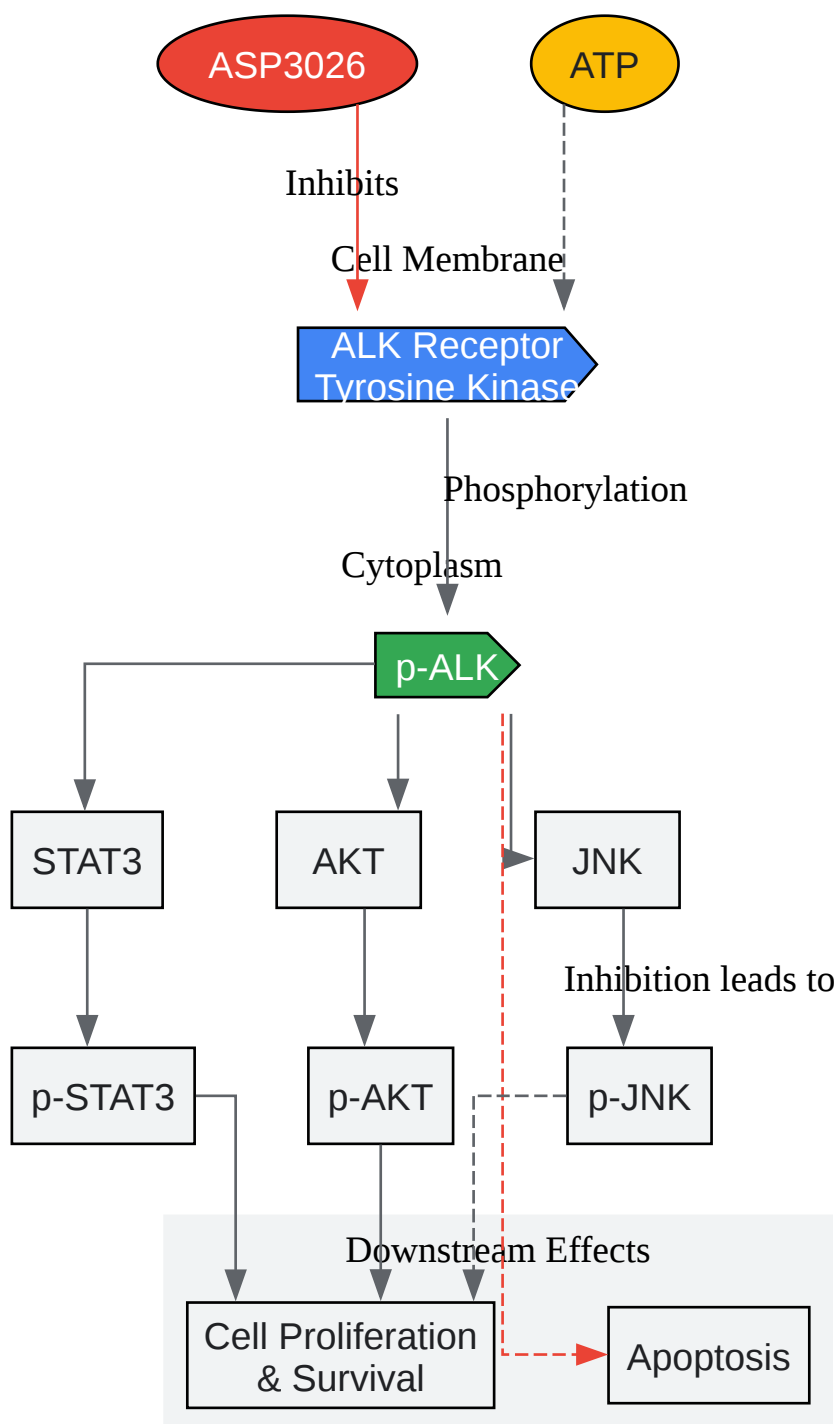 ASP3026
ATP
Inhibits
Cell Membrane
ALK Receptor
Tyrosine Kinase
Phosphorylation
Cytoplasm
p-ALK
STAT3
AKT
JNK
Inhibition leads to
p-STAT3
p-AKT
p-JNK
Downstream Effects
Cell Proliferation
& Survival
Apoptosis